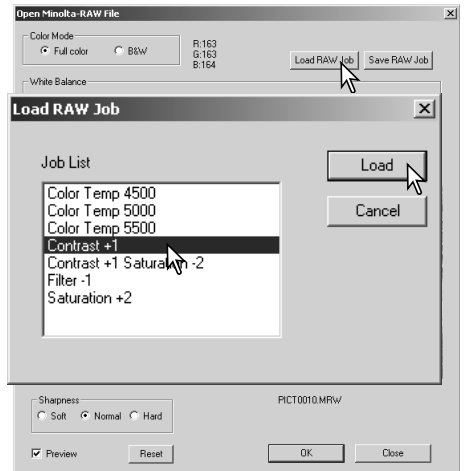 Open Minolta-RAW File
Color Mode
Full color B&W
R:163
G:163
B:164
Load RAW Job Save RAW Job
White Balance
Load RAW Job
Job List
Color Temp 4500
Color Temp 5000
Color Temp 5500
Contrast +1
Contrast +1 Saturation -2
Filter -1
Saturation +2
Load
Cancel
Sharpness
Soft Normal Hard
PICT0010.MRW
Preview Reset OK Close